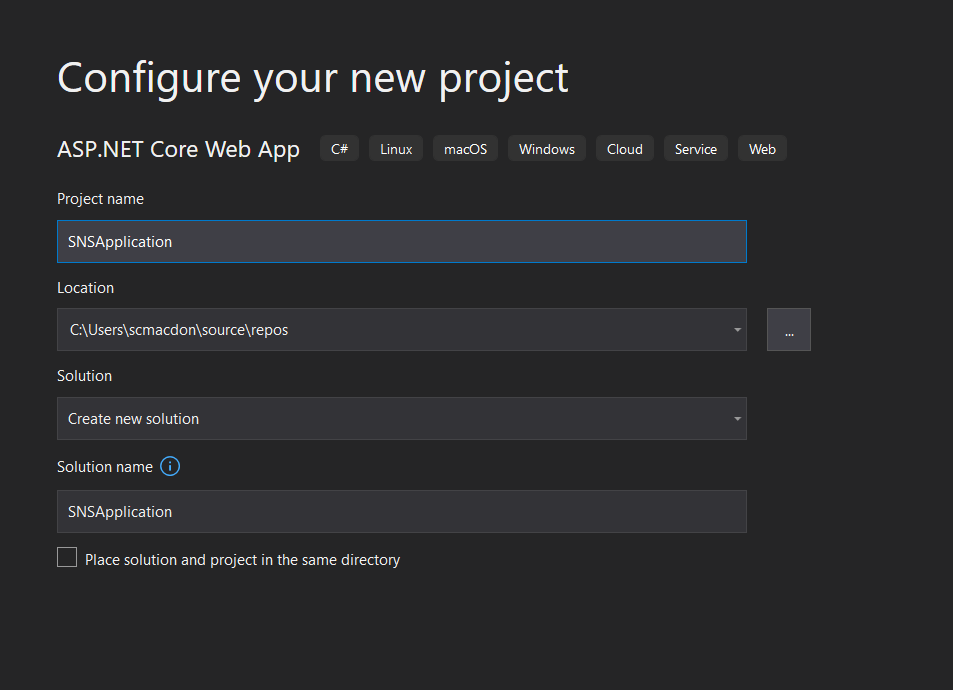 Configure your new project
ASP.NET Core Web App C# Linux macOS Windows Cloud Service Web
Project name
SNSApplication
Location
C:\Users\scmacdon\source\repos
...
Solution
Create new solution
Solution name
SNSApplication
Place solution and project in the same directory